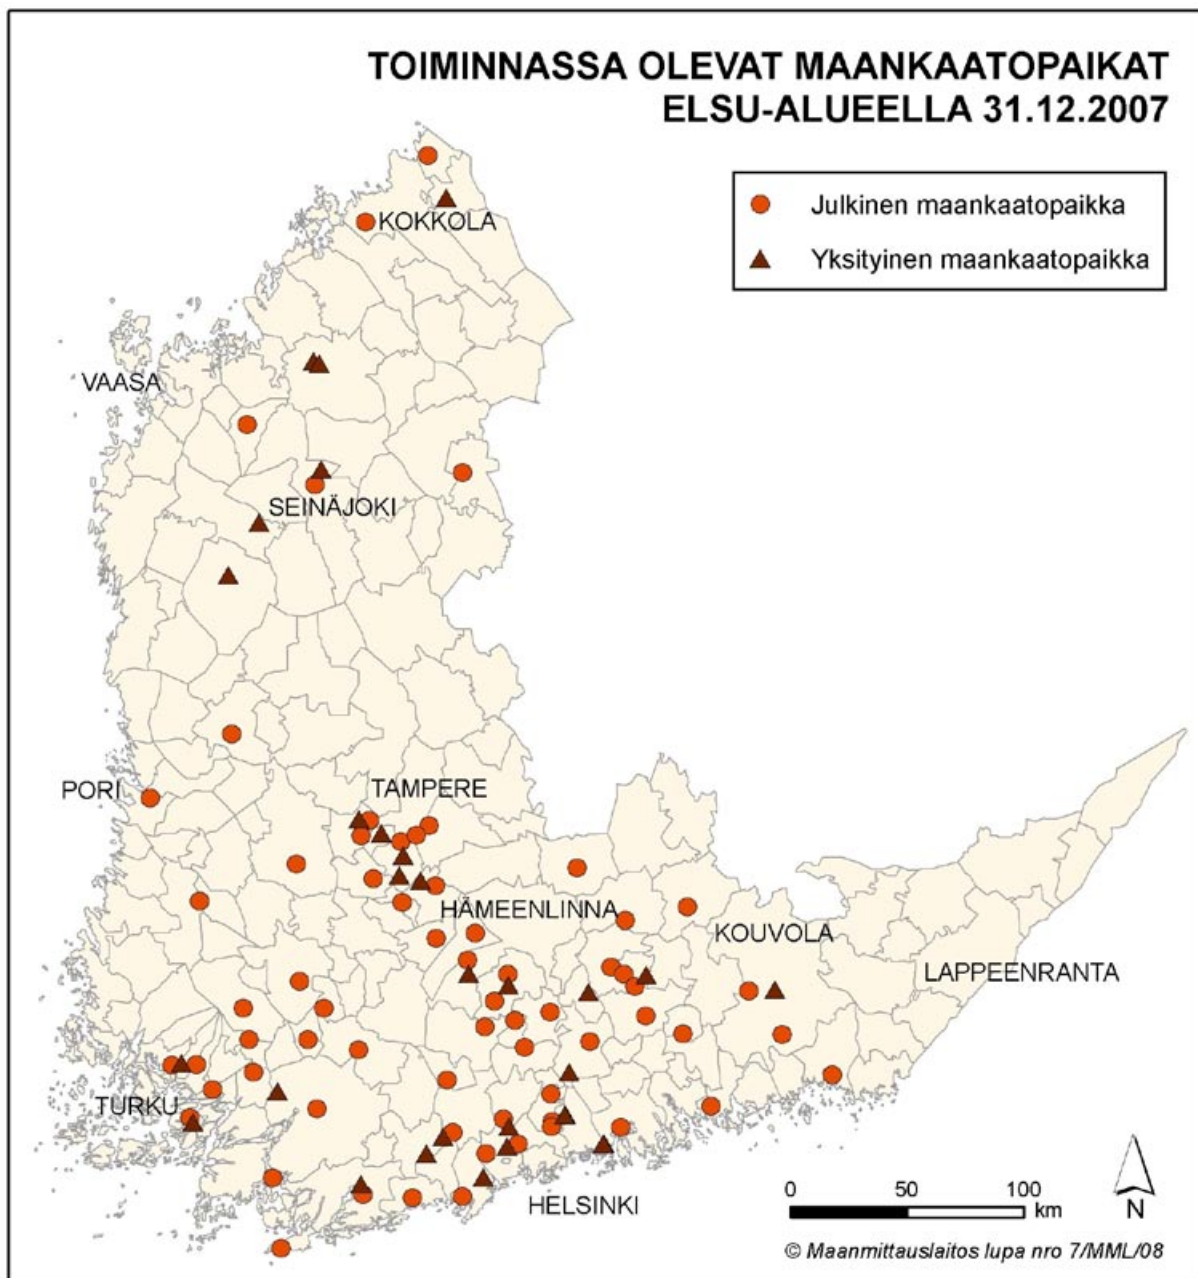 TOIMINNASSA OLEVAT MAANKAATOPAIKAT
ELSU-ALUEELLA 31.12.2007
Julkinen maankaatopaikka
Yksityinen maankaatopaikka
KOKKOLA
VAASA
SEINÄJOKI
PORI
TAMPERE
HÄMEENLINNA
KOUVOLA
LAPPEENRANTA
TURKU
HELSINKI
0 50 100
km
N
© Maanmittauslaitos lupa nro 7/MML/08